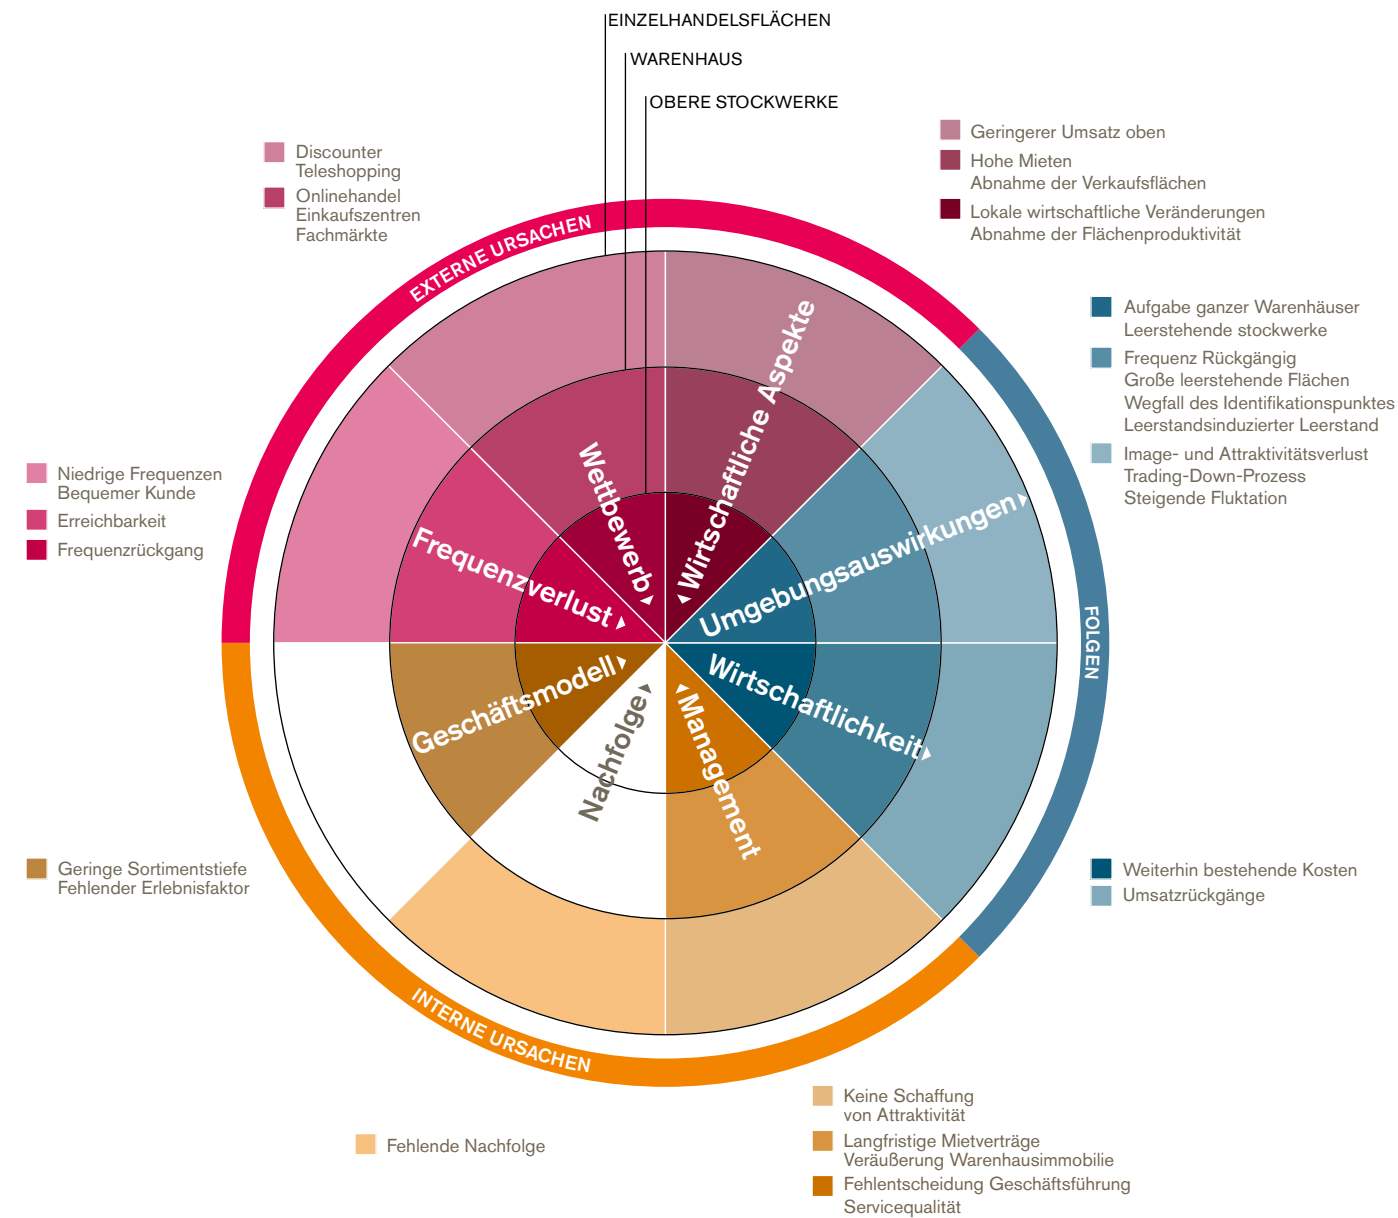 EINZELHANDELSFLÄCHEN
WARENHAUS
OBERE STOCKWERKE
Discounter
Teleshopping
Onlinehandel
Einkaufszentren
Fachmärkte
Geringerer Umsatz oben
Hohe Mieten
Abnahme der Verkaufsflächen
Lokale wirtschaftliche Veränderungen
Abnahme der Flächenproduktivität
Aufgabe ganzer Warenhäuser
Leerstehende stockwerke
Frequenz Rückgängig
Große leerstehende Flächen
Wegfall des Identifikationspunktes
Leerstandsinduzierter Leerstand
Image- und Attraktivitätsverlust
Trading-Down-Prozess
Steigende Fluktation
Niedrige Frequenzen
Bequemer Kunde
Erreichbarkeit
Frequenzrückgang
EXTERNE URSACHEN
FOLGEN
INTERNE URSACHEN
Wettbewerb
Wirtschaftliche Aspekte
Frequenzverlust
Umgebungsauswirkungen
Geschäftsmodell
Nachfolge
Management
Wirtschaftlichkeit
Geringe Sortimentstiefe
Fehlender Erlebnisfaktor
Weiterhin bestehende Kosten
Umsatzrückgänge
Fehlende Nachfolge
Keine Schaffung
von Attraktivität
Langfristige Mietverträge
Veräußerung Warenhausimmobilie
Fehlentscheidung Geschäftsführung
Servicequalität